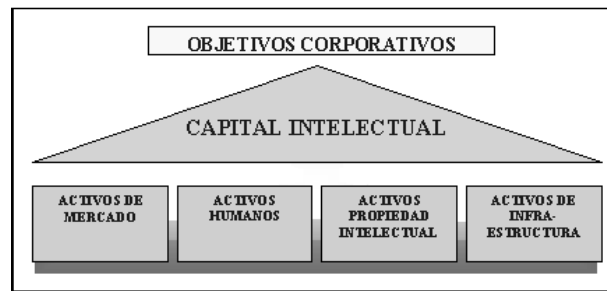 OBJETIVOS CORPORATIVOS
CAPITAL INTELECTUAL
ACTIVOS DE
MERCADO
ACTIVOS
HUMANOS
ACTIVOS
PROPIEDAD
INTELECTUAL
ACTIVOS DE
INFRA-
ESTRUCTURA